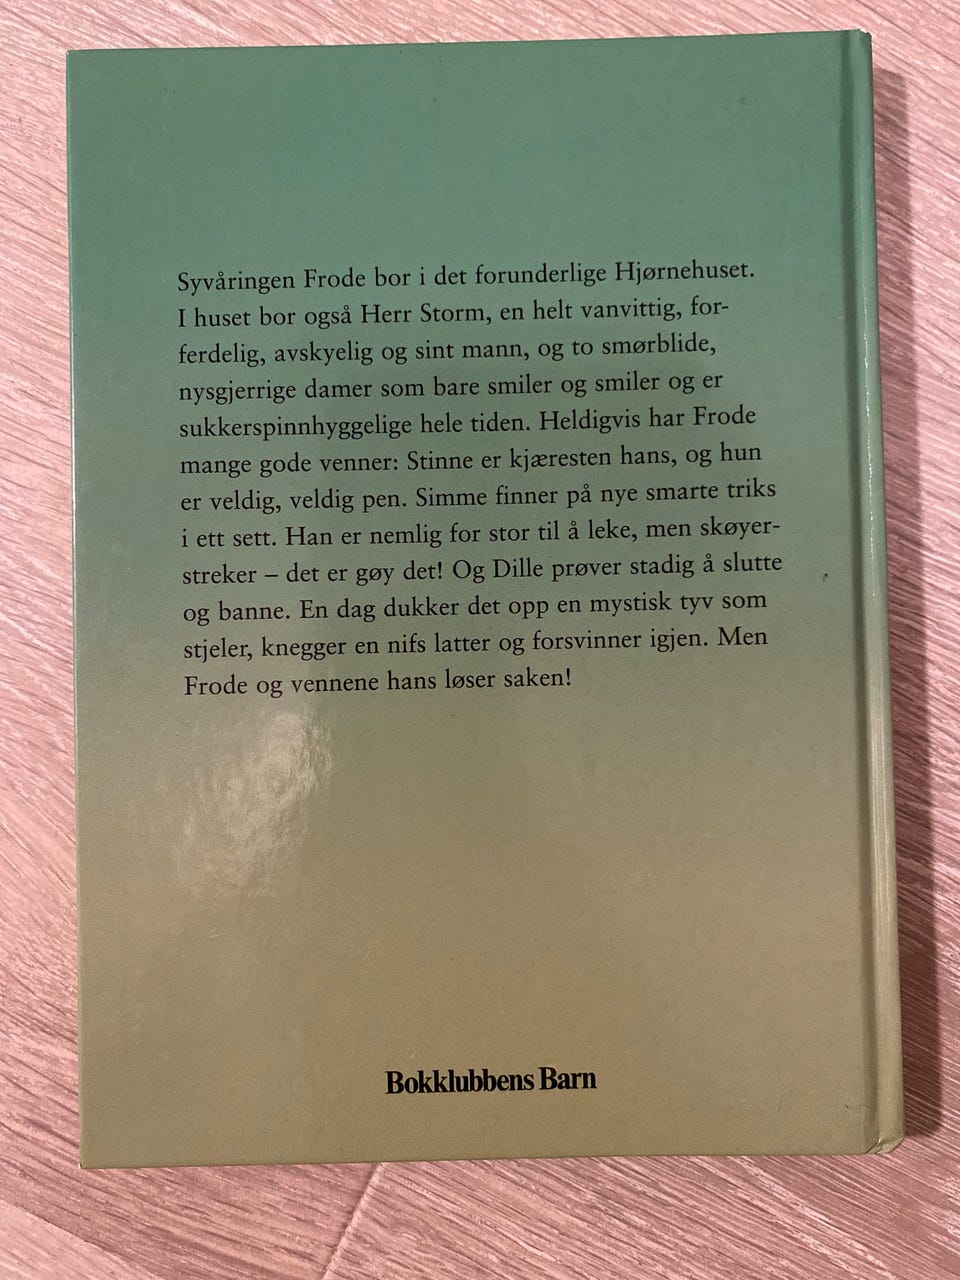 Syvåringen Frode bor i det forunderlige Hjørnehuset.
I huset bor også Herr Storm, en helt vanvittig, for-
ferdelig, avskyelig og sint mann, og to smørblide,
nysgjerrige damer som bare smiler og smiler og er
sukkerspinnhyggelige hele tiden. Heldigvis har Frode
mange gode venner: Stinne er kjæresten hans, og hun
er veldig, veldig pen. Simme finner på nye smarte triks
i ett sett. Han er nemlig for stor til å leke, men skøyer-
streker – det er gøy det! Og Dille prøver stadig å slutte
og banne. En dag dukker det opp en mystisk tyv som
stjeler, knegger en nifs latter og forsvinner igjen. Men
Frode og vennene hans løser saken!
Bokklubbens Barn